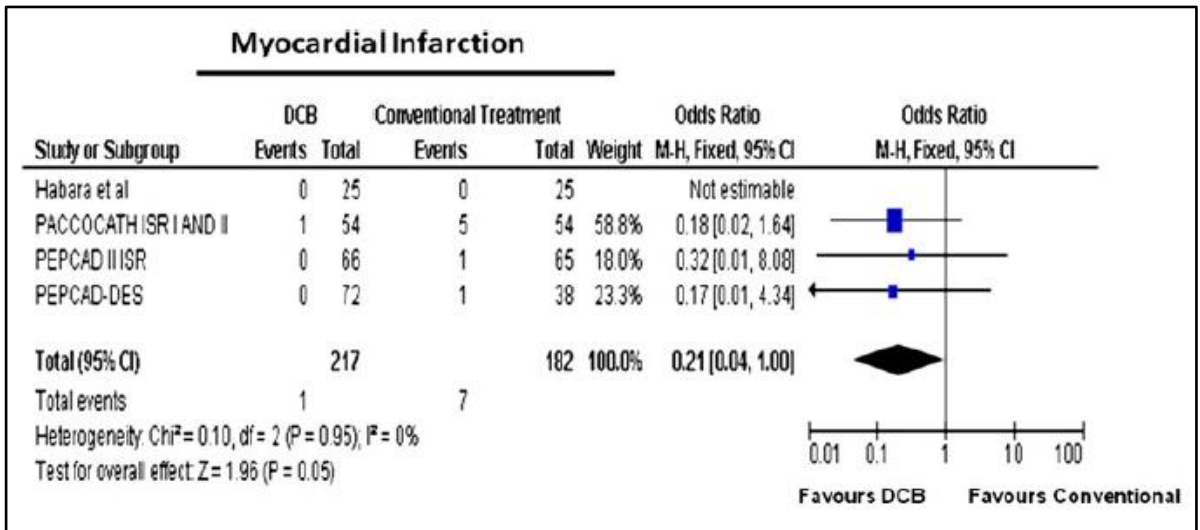 Myocardial Infarction
DCB Conventional Treatment Odds Ratio Odds Ratio
Study or Subgroup Events Total Events Total Weight M-H, Fixed, 95% CI M-H, Fixed, 95% CI
Habara et al 0 25 0 25 Not estimable
PACCOCATH ISR I AND II 1 54 5 54 58.8% 0.18 [0.02, 1.64]
PEPCAD II ISR 0 66 1 65 18.0% 0.32 [0.01, 8.08]
PEPCAD-DES 0 72 1 38 23.3% 0.17 [0.01, 4.34]
Total (95% CI) 217 182 100.0% 0.21 [0.04, 1.00]
Total events 1 7
Heterogeneity: Chi² = 0.10, df = 2 (P = 0.95); I² = 0%
Test for overall effect: Z = 1.96 (P = 0.05)
0.01 0.1 1 10 100
Favours DCB Favours Conventional